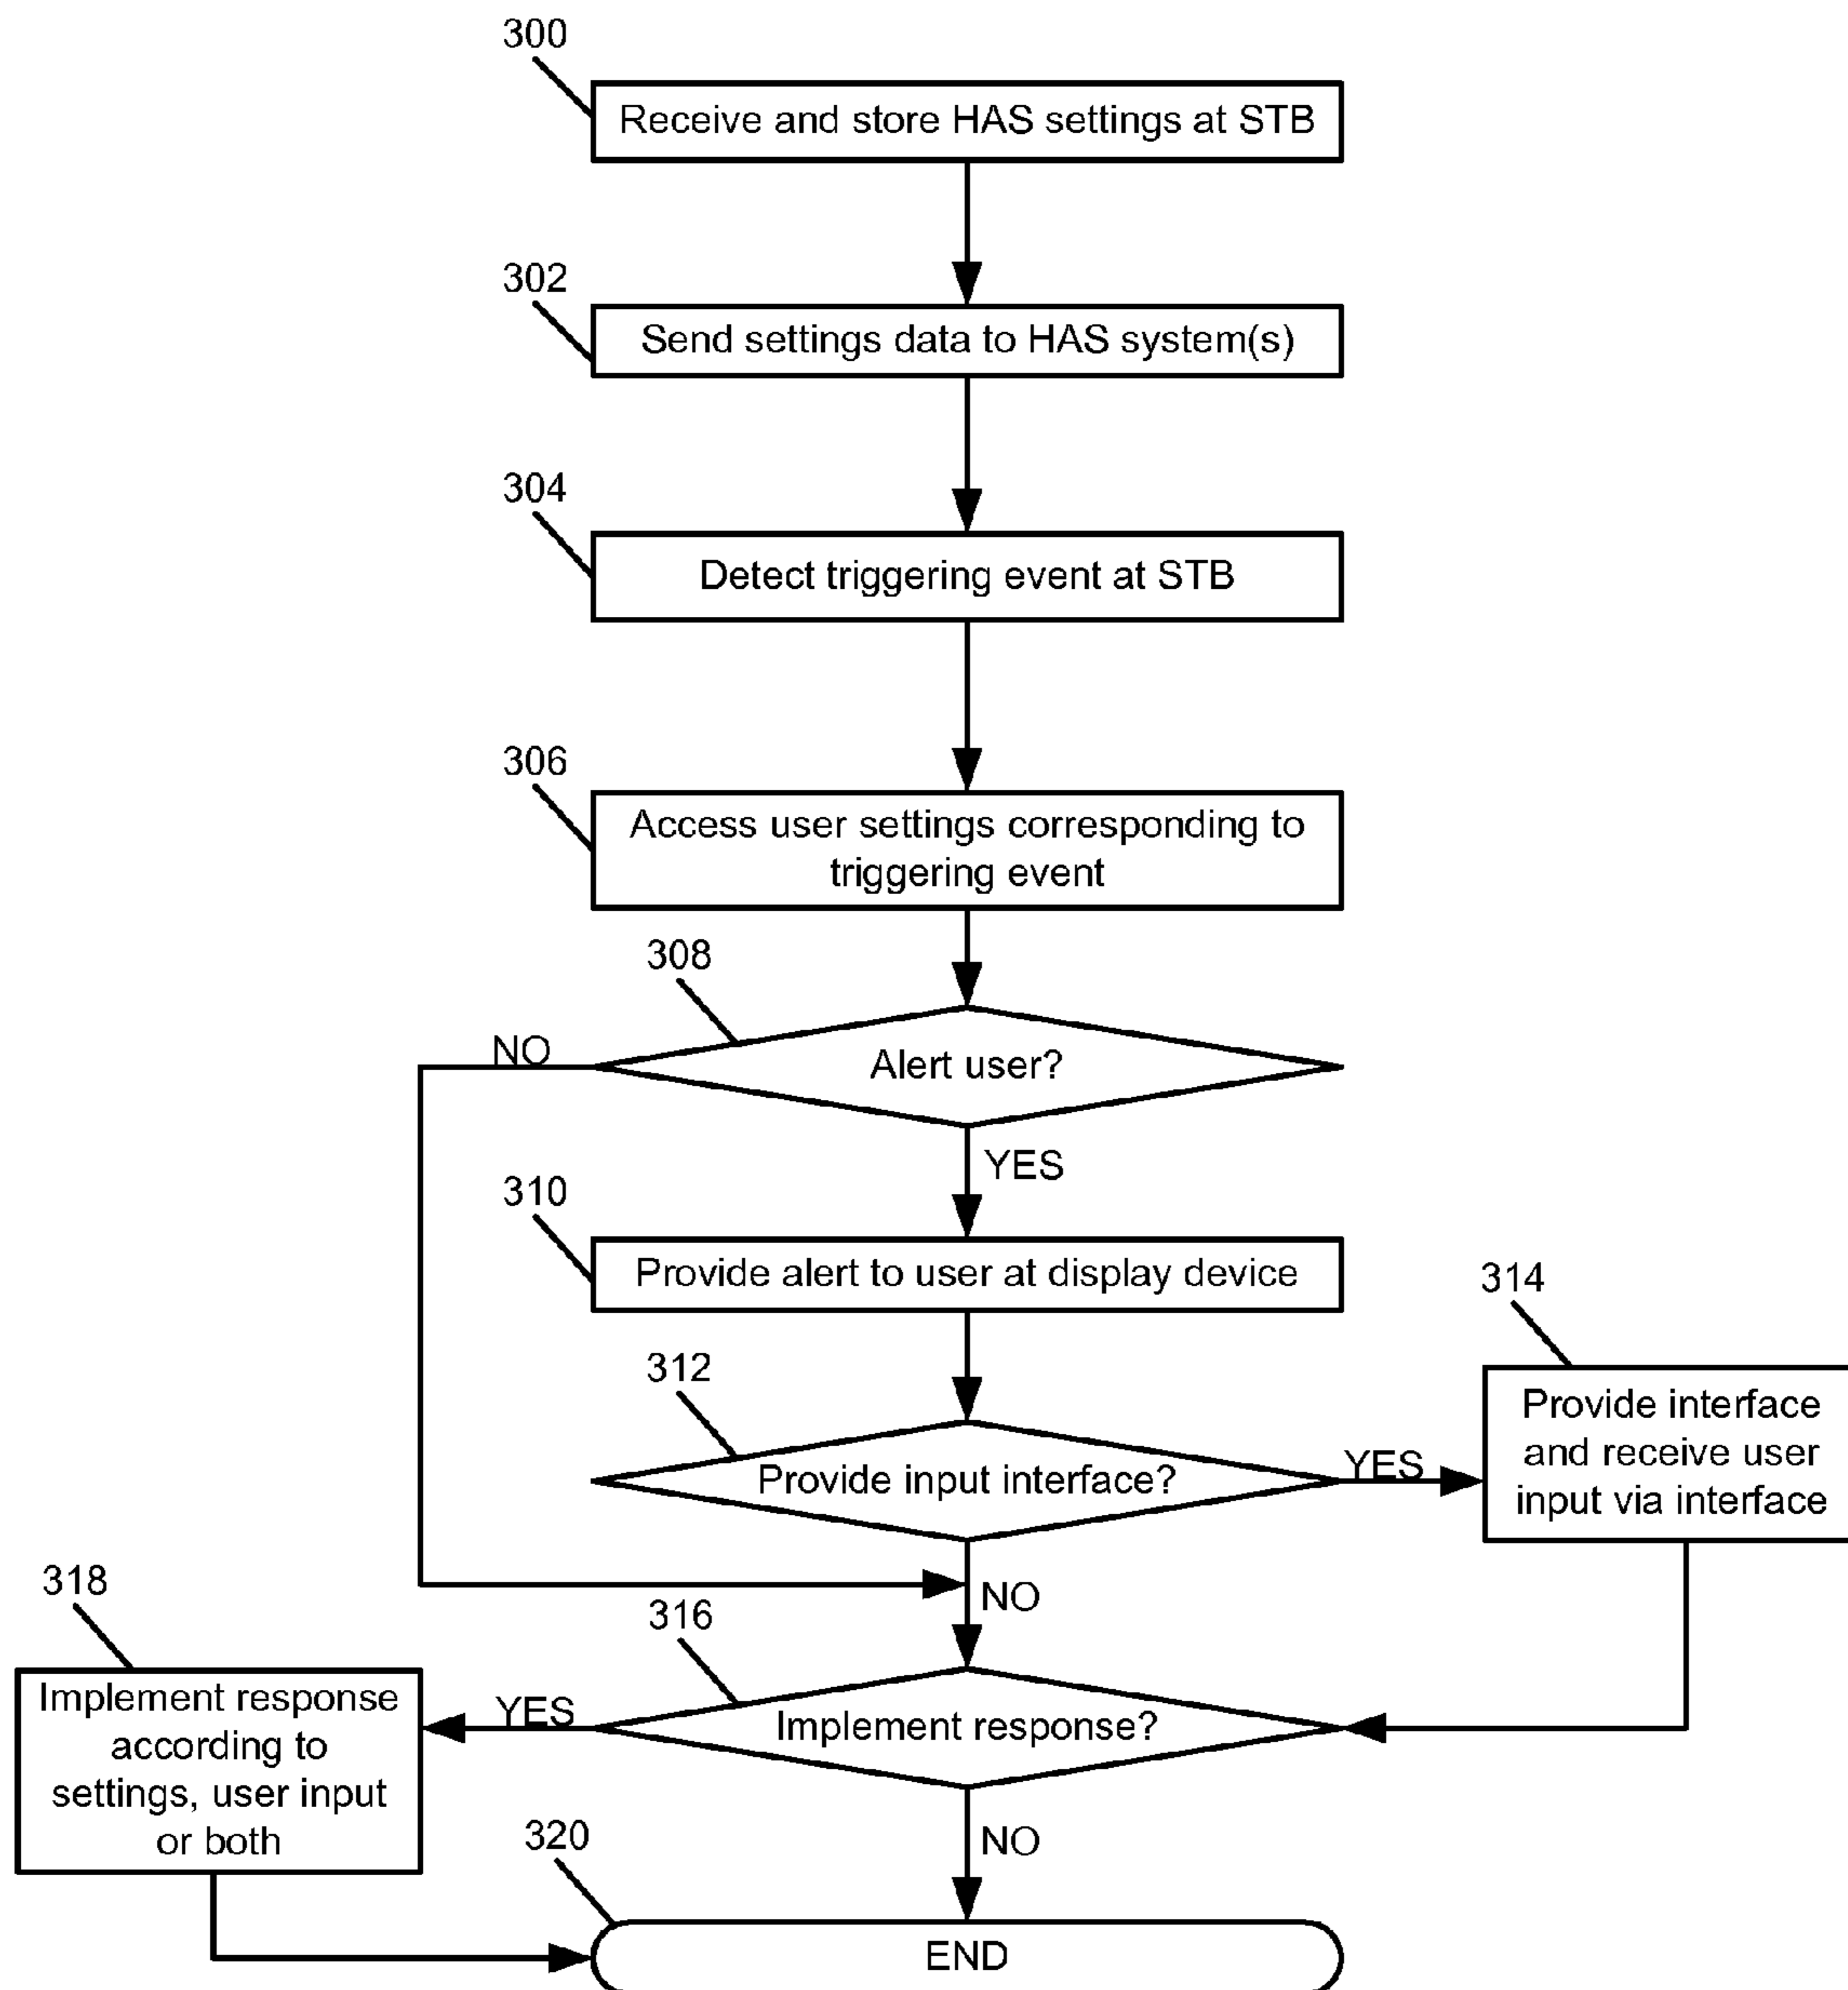 300
Receive and store HAS settings at STB
302
Send settings data to HAS system(s)
304
Detect triggering event at STB
306
Access user settings corresponding to
triggering event
308
NO
Alert user?
YES
310
Provide alert to user at display device
312
Provide input interface?
YES
314
Provide interface
and receive user
input via interface
NO
316
Implement response?
YES
318
Implement response
according to
settings, user input
or both
NO
320
END